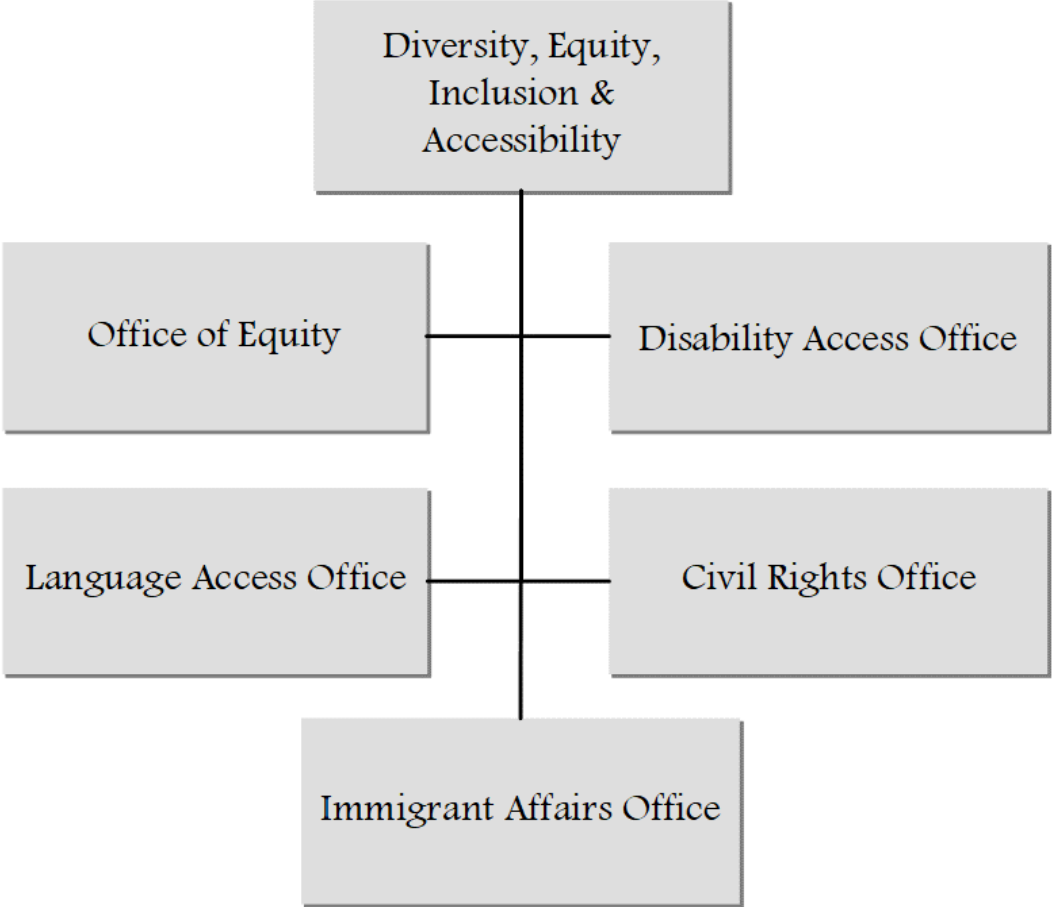 Diversity, Equity,
Inclusion &
Accessibility
Office of Equity
Disability Access Office
Language Access Office
Civil Rights Office
Immigrant Affairs Office